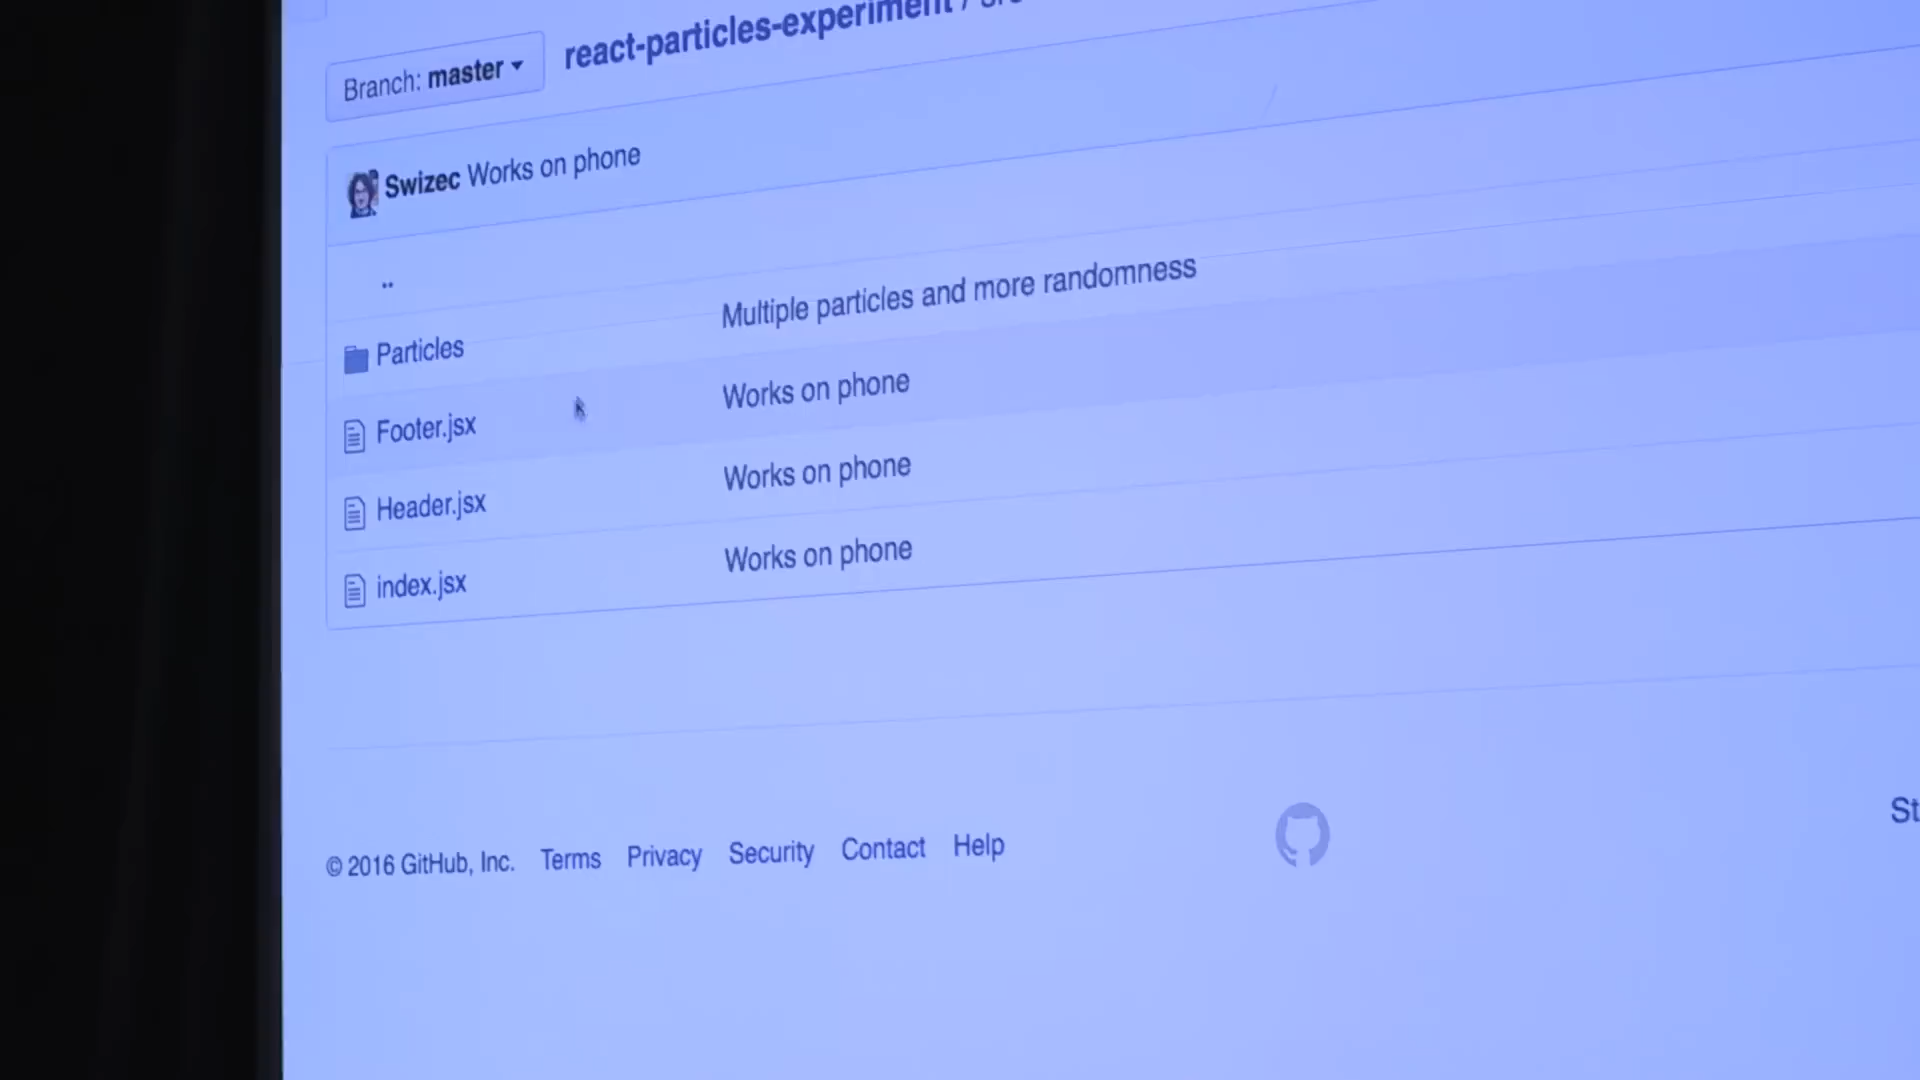 Branch: master
react-particles-experiment /
Swizec Works on phone
..
Particles Multiple particles and more randomness
Footer.jsx Works on phone
Header.jsx Works on phone
index.jsx Works on phone
© 2016 GitHub, Inc. Terms Privacy Security Contact Help